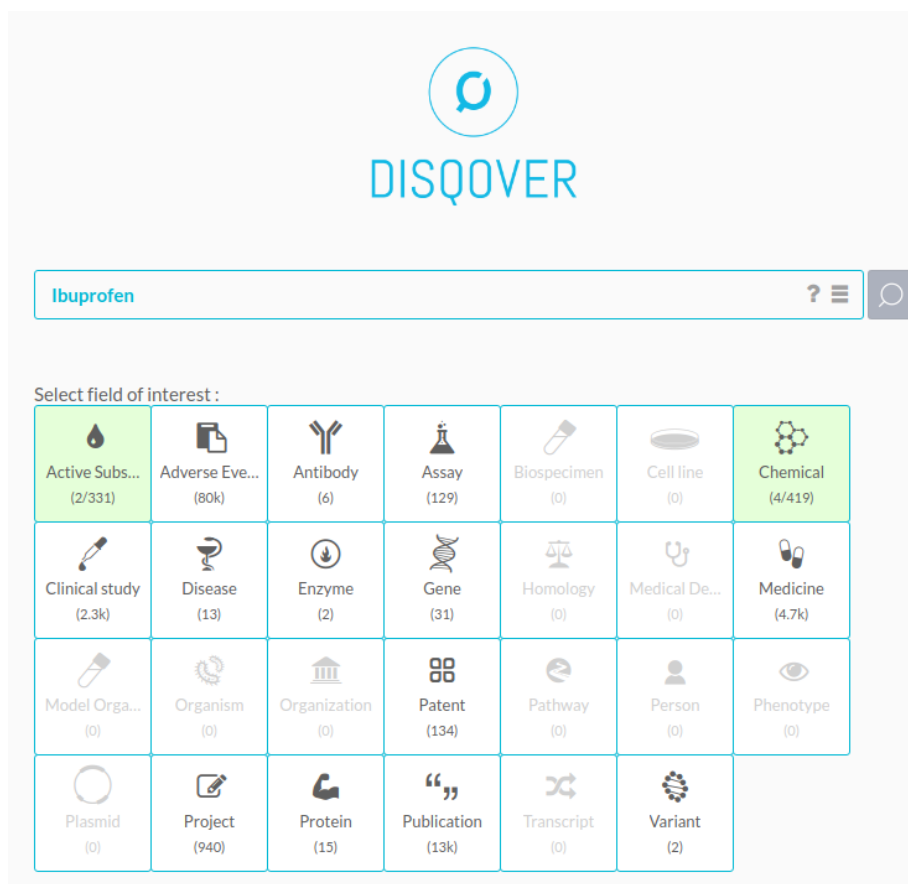 DISQOVER
Ibuprofen
?
Select field of interest :
Active Subs... Adverse Eve... Antibody Assay Biospecimen Cell line Chemical
(2/331) (80k) (6) (129) (0) (0) (4/419)
Clinical study Disease Enzyme Gene Homology Medical De... Medicine
(2.3k) (13) (2) (31) (0) (0) (4.7k)
Model Orga... Organism Organization Patent Pathway Person Phenotype
(0) (0) (0) (134) (0) (0) (0)
Plasmid Project Protein Publication Transcript Variant
(0) (940) (15) (13k) (0) (2)